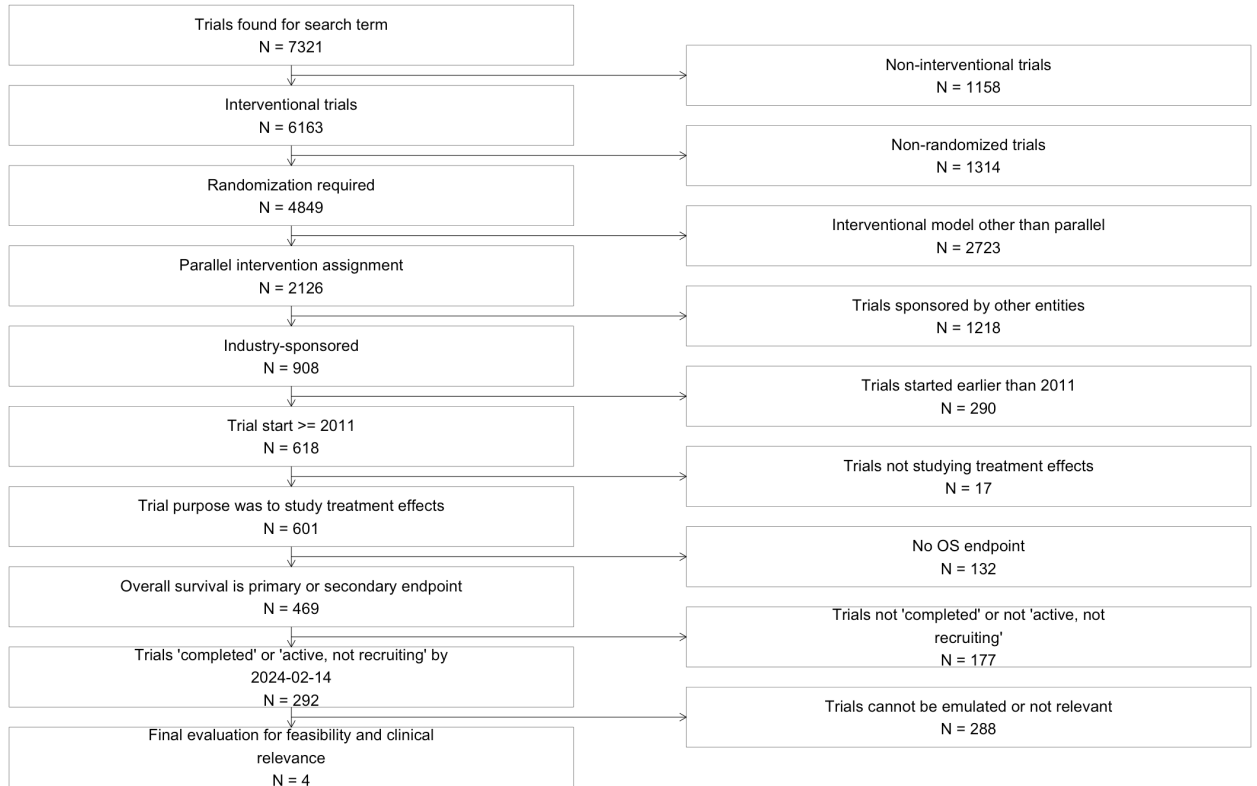 Trials found for search term
N = 7321
Non-interventional trials
N = 1158
Interventional trials
N = 6163
Non-randomized trials
N = 1314
Randomization required
N = 4849
Interventional model other than parallel
N = 2723
Parallel intervention assignment
N = 2126
Trials sponsored by other entities
N = 1218
Industry-sponsored
N = 908
Trials started earlier than 2011
N = 290
Trial start >= 2011
N = 618
Trials not studying treatment effects
N = 17
Trial purpose was to study treatment effects
N = 601
No OS endpoint
N = 132
Overall survival is primary or secondary endpoint
N = 469
Trials not 'completed' or not 'active, not
recruiting'
N = 177
Trials 'completed' or 'active, not recruiting' by
2024-02-14
N = 292
Trials cannot be emulated or not relevant
N = 288
Final evaluation for feasibility and clinical
relevance
N = 4